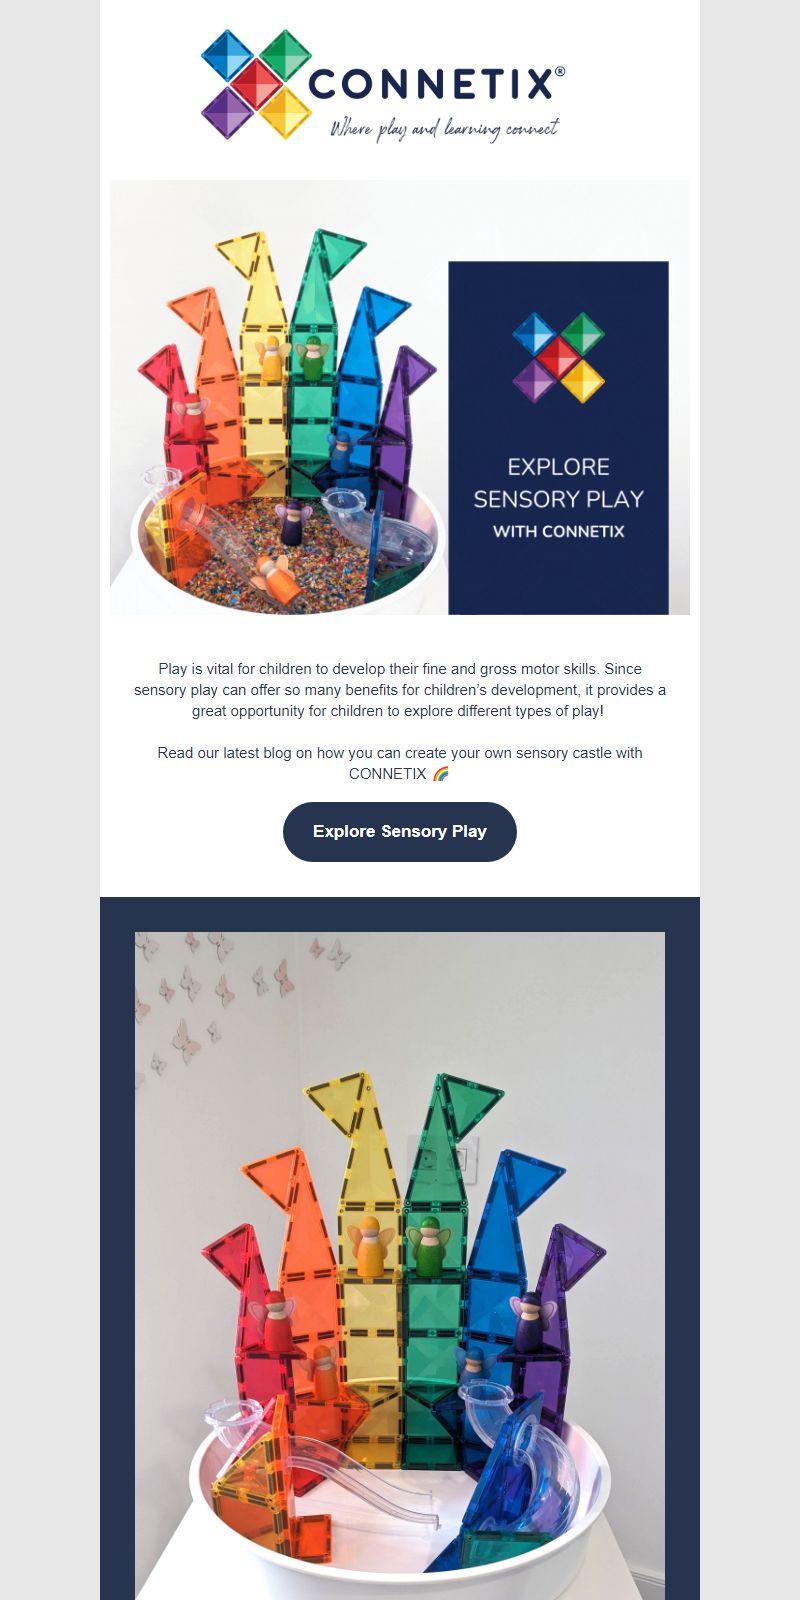 CONNETIX®
Where play and learning connect
EXPLORE
SENSORY PLAY
WITH CONNETIX
Play is vital for children to develop their fine and gross motor skills. Since
sensory play can offer so many benefits for children’s development, it provides a
great opportunity for children to explore different types of play!
Read our latest blog on how you can create your own sensory castle with
CONNETIX 🌈
Explore Sensory Play